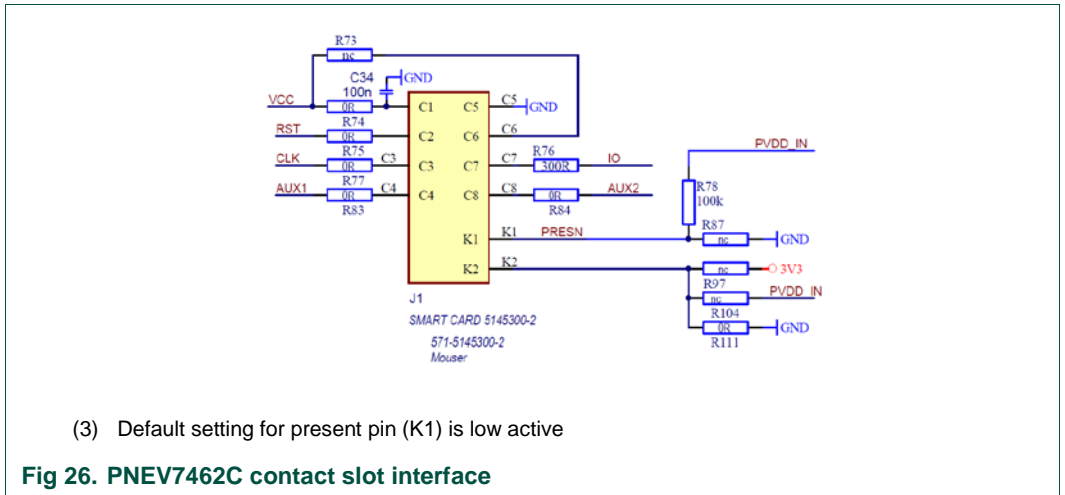 R73
nc
C34
100n
GND
VCC
0R
R74
C1
C5
C5
GND
RST
0R
R75
C2
C6
C6
CLK
0R
R77
C3
C3
C7
C7
R76
300R
IO
AUX1
0R
R83
C4
C4
C8
C8
0R
R84
AUX2
PVDD_IN
R78
100k
K1
K1
PRESN
R87
nc
GND
K2
K2
nc
3V3
R97
nc
PVDD_IN
R104
0R
GND
R111
J1
SMART CARD 5145300-2
571-5145300-2
Mouser
(3) Default setting for present pin (K1) is low active
Fig 26. PNEV7462C contact slot interface